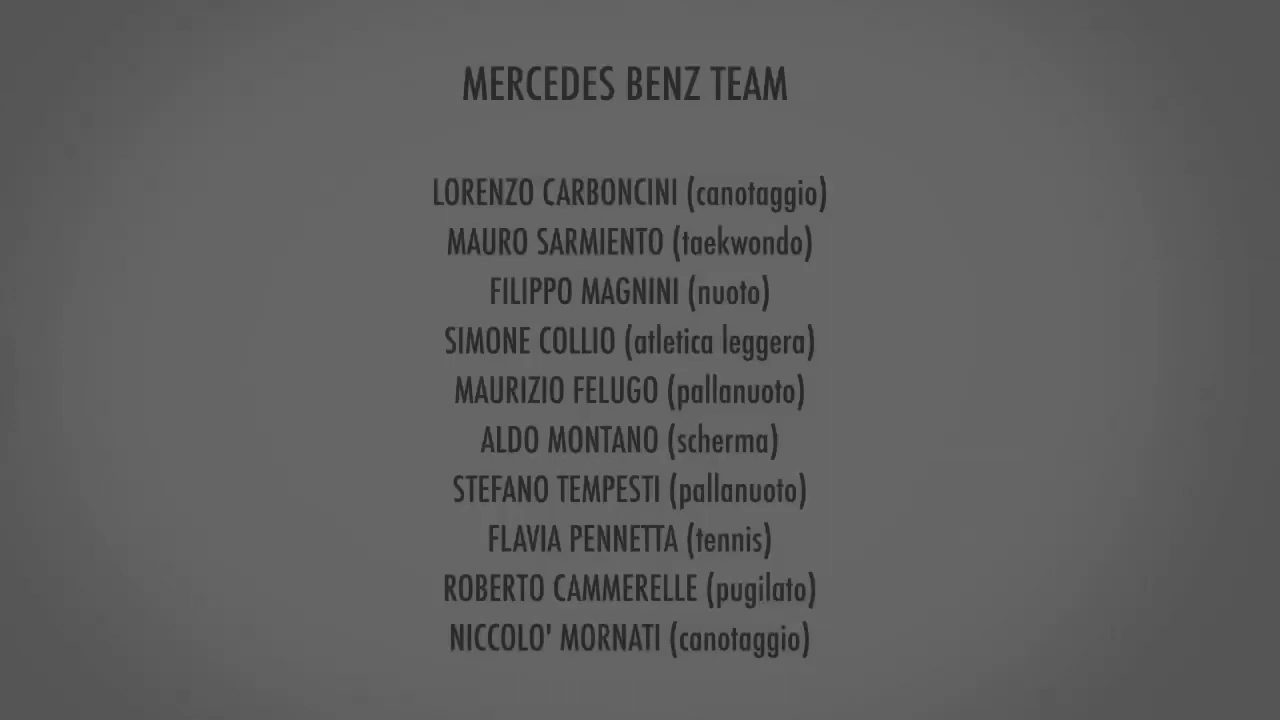 MERCEDES BENZ TEAM
LORENZO CARBONCINI (canotaggio)
MAURO SARMIENTO (taekwondo)
FILIPPO MAGNINI (nuoto)
SIMONE COLLIO (atletica leggera)
MAURIZIO FELUGO (pallanuoto)
ALDO MONTANO (scherma)
STEFANO TEMPESTI (pallanuoto)
FLAVIA PENNETTA (tennis)
ROBERTO CAMMERELLE (pugilato)
NICCOLO' MORNATI (canotaggio)